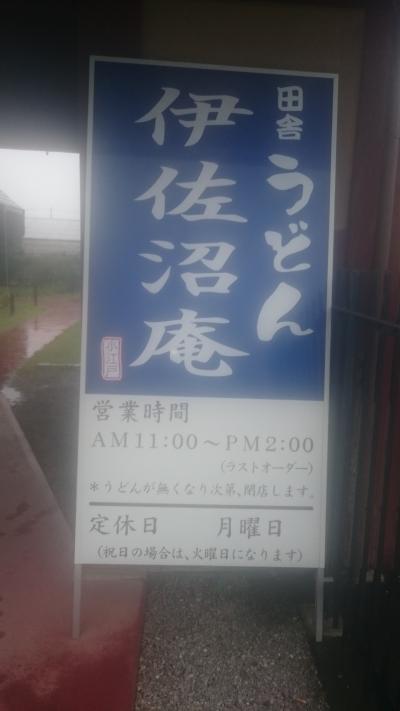 田舎うどん
伊佐沼庵
小江戸
営業時間
AM11:00～PM2:00
(ラストオーダー)
＊うどんが無くなり次第、閉店します。
定休日 月曜日
(祝日の場合は、火曜日になります)